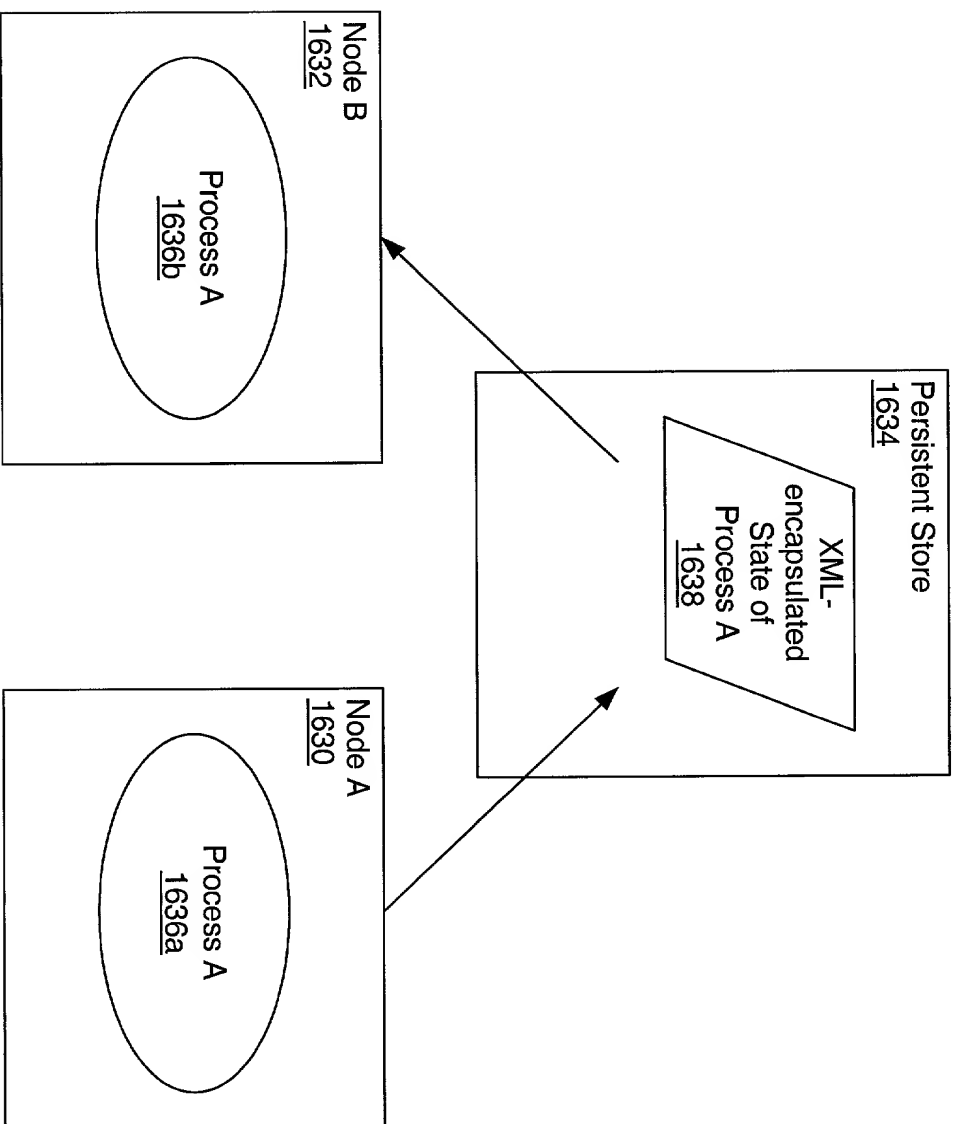 Persistent Store
1634
XML-
encapsulated
State of
Process A
1638
Node B
1632
Process A
1636b
Node A
1630
Process A
1636a